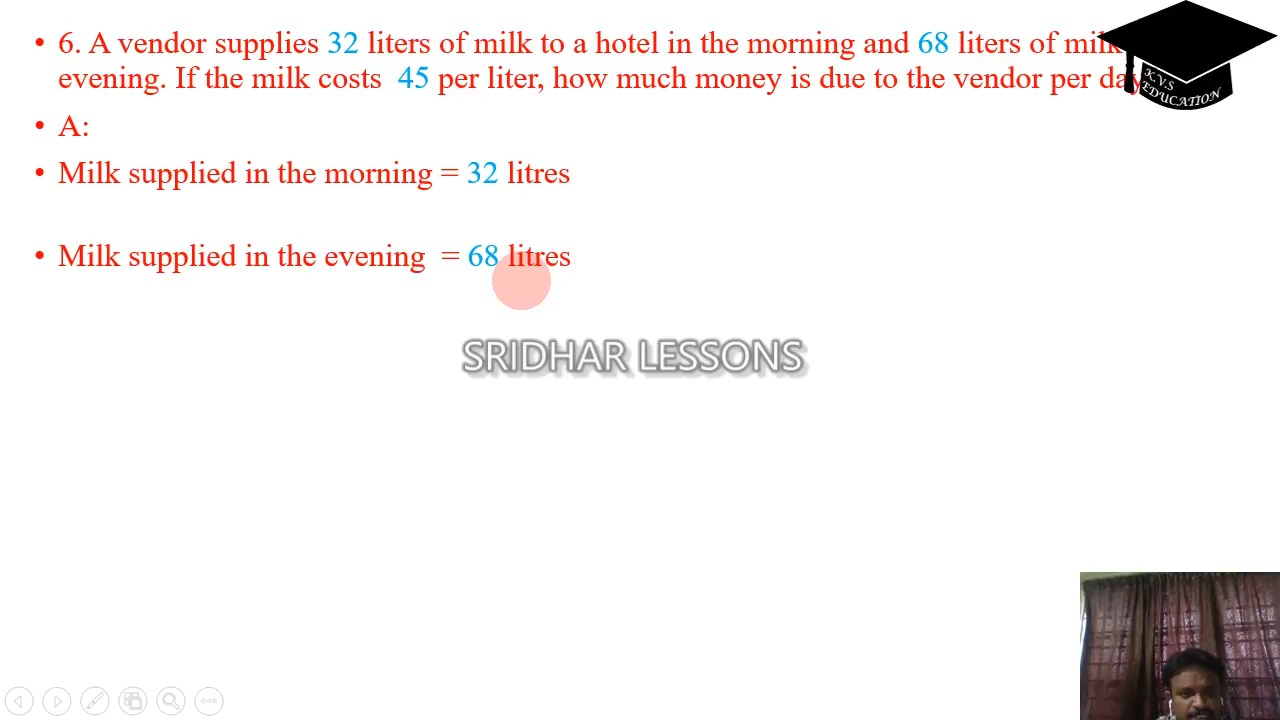 • 6. A vendor supplies 32 liters of milk to a hotel in the morning and 68 liters of milk
evening. If the milk costs 45 per liter, how much money is due to the vendor per day
K.V.S
EDUCATION
• A:
• Milk supplied in the morning = 32 litres
• Milk supplied in the evening = 68 litres
SRIDHAR LESSONS